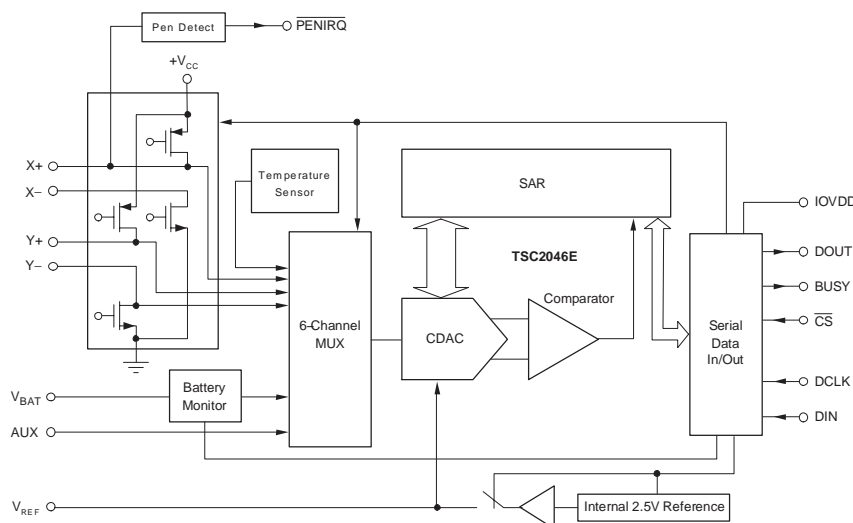 Pen Detect
PENIRQ
+VCC
X+
X–
Y+
Y–
Temperature
Sensor
SAR
TSC2046E
IOVDD
DOUT
BUSY
CS
DCLK
DIN
6-Channel
MUX
CDAC
Comparator
Serial
Data
In/Out
VBAT
Battery
Monitor
AUX
VREF
Internal 2.5V Reference